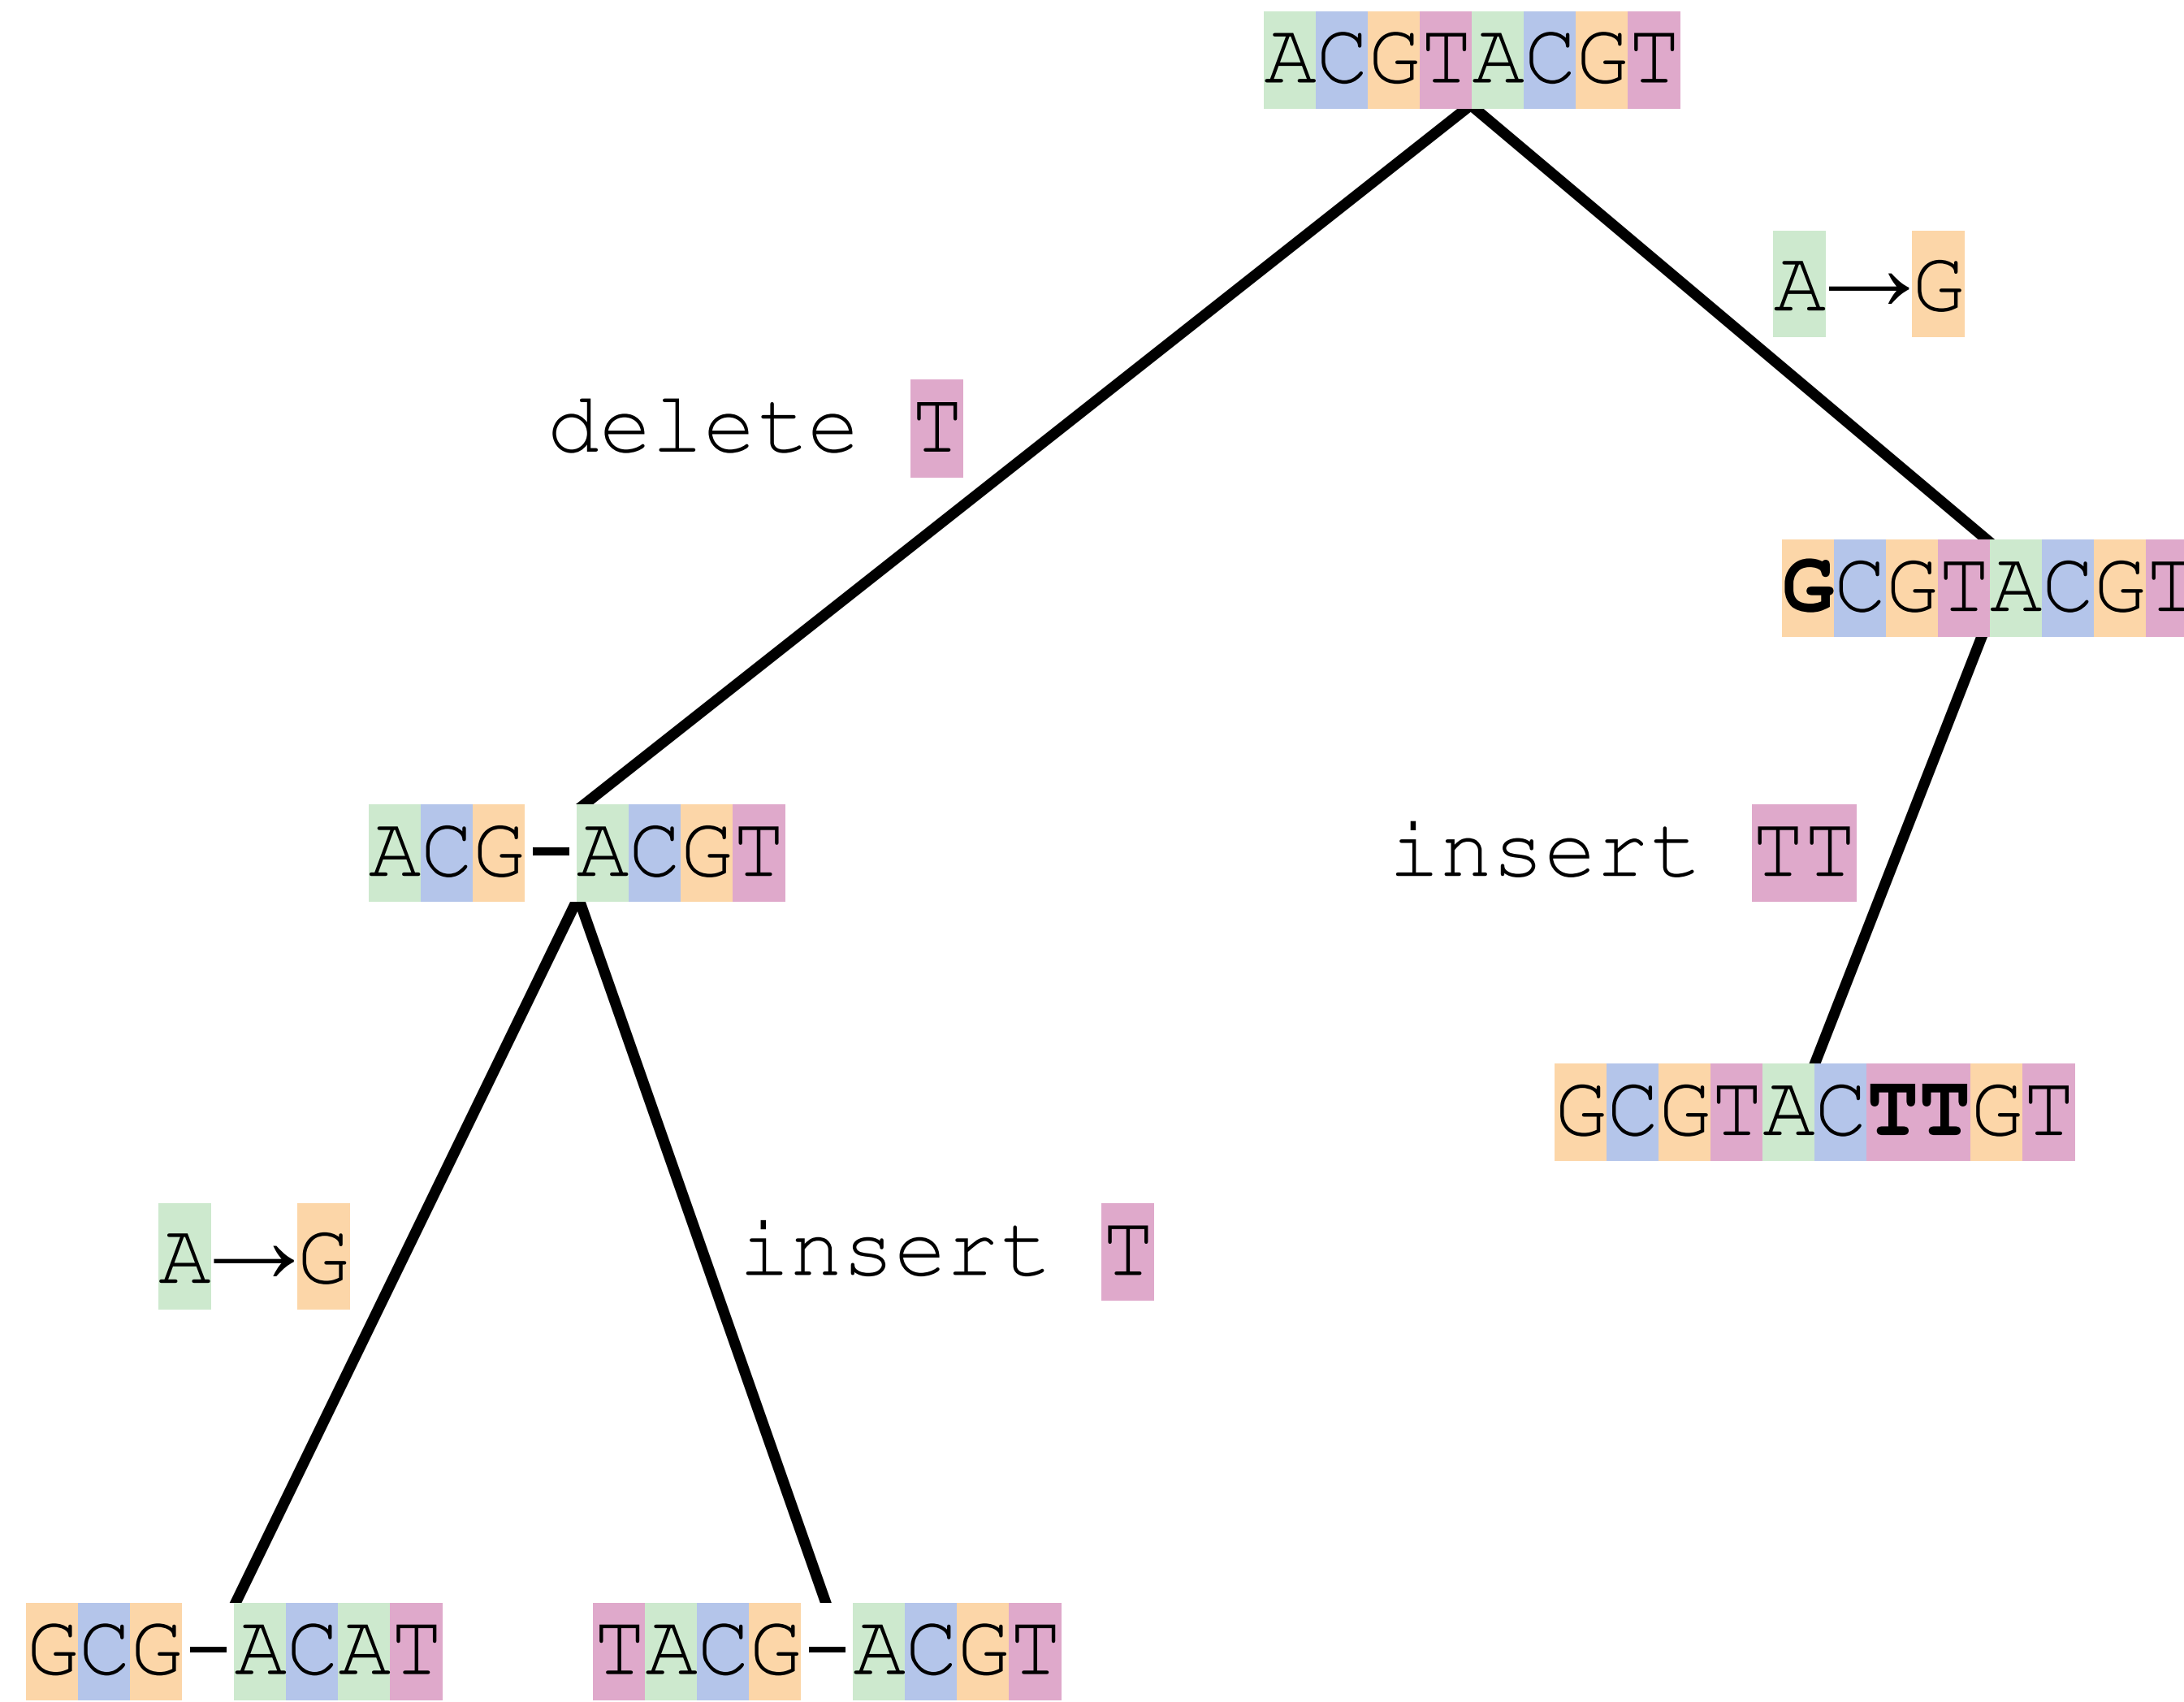 ACGTACGT
A→G
delete T
GCGTACGT
ACG-ACGT
insert TT
GCGTACTTGT
A→G
insert T
GCG-ACAT
TACG-ACGT